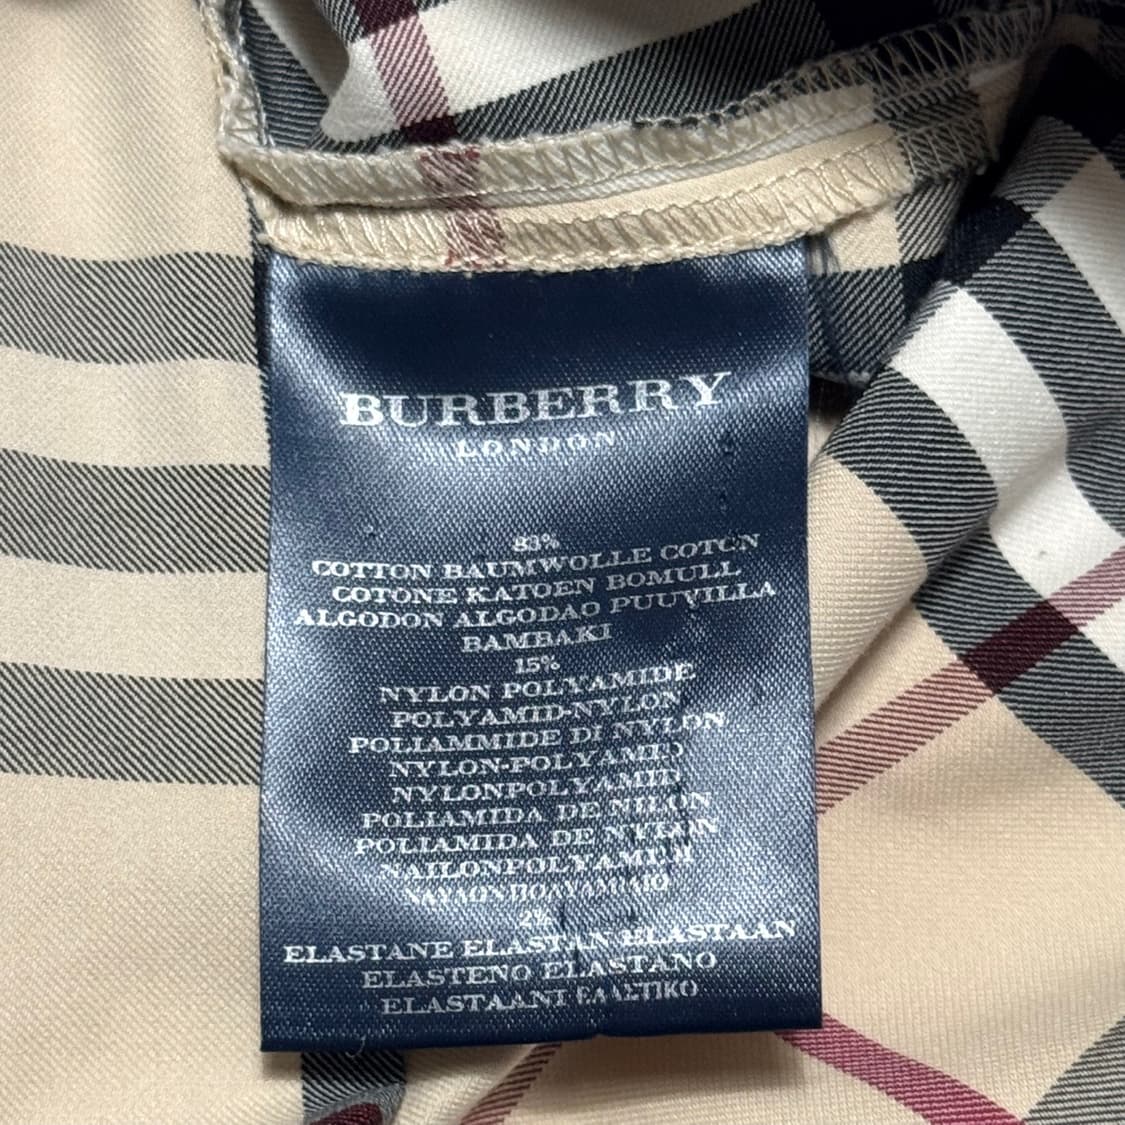 BURBERRY
LONDON
83%
COTTON BAUMWOLLE COTON
COTONE KATOEN BOMULL
ALGODON ALGODAO PUUVILLA
BAMBAKI
15%
NYLON POLYAMIDE
POLYAMID-NYLON
POLIAMMIDE DI NYLON
NYLON-POLYAMID
NYLONPOLYAMID
POLIAMIDA DE NILON
POLIAMIDA DE NYLON
NAILONPOLYAMIDI
2%
ELASTANE ELASTAN ELASTAAN
ELASTENO ELASTANO
ELASTAANI ΕΛΑΣΤΙΚΟ